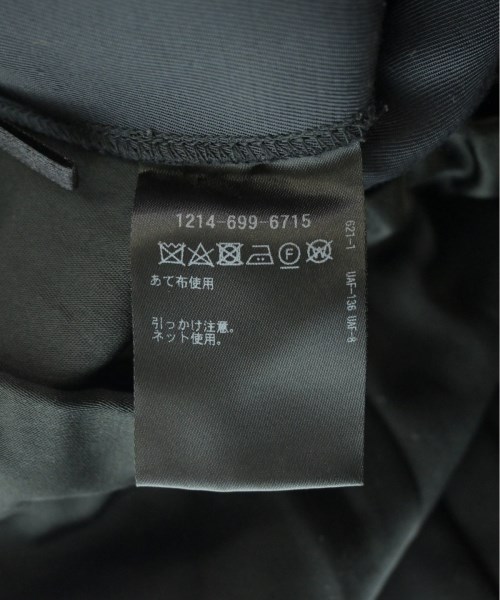 1214-699-6715
F
W
あて布使用
引っかけ注意。
ネット使用。
621-1 UAF-136 UAF-8